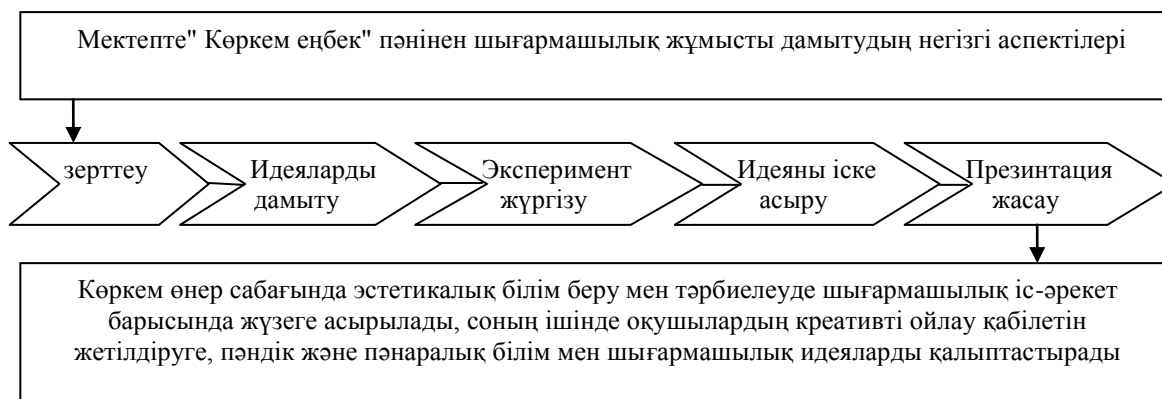 Мектепте" Көркем еңбек" пәнінен шығармашылық жұмысты дамытудың негізгі аспектілері
зерттеу
Идеяларды
дамыту
Эксперимент
жүргізу
Идеяны іске
асыру
Презинтация
жасау
Көркем өнер сабағында эстетикалық білім беру мен тәрбиелеуде шығармашылық іс-әрекет
барысында жүзеге асырылады, соның ішінде оқушылардың креативті ойлау қабілетін
жетілдіруге, пәндік және пәнаралық білім мен шығармашылық идеяларды қалыптастырады